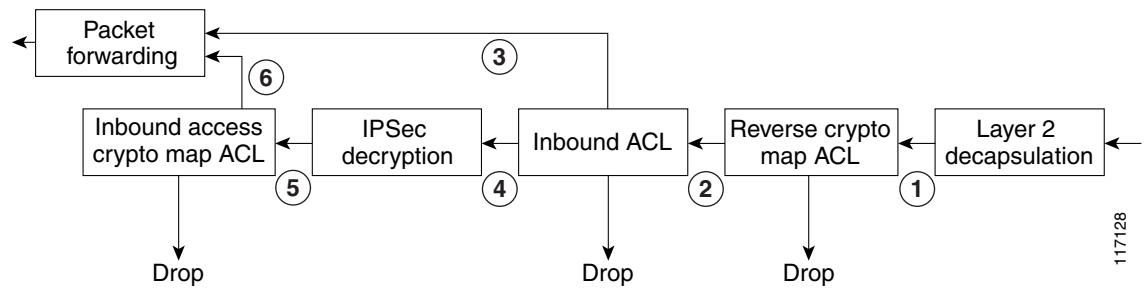 Packet
forwarding
3
6
Inbound access
crypto map ACL
IPSec
decryption
Inbound ACL
Reverse crypto
map ACL
Layer 2
decapsulation
5
4
2
1
Drop
Drop
Drop
117128